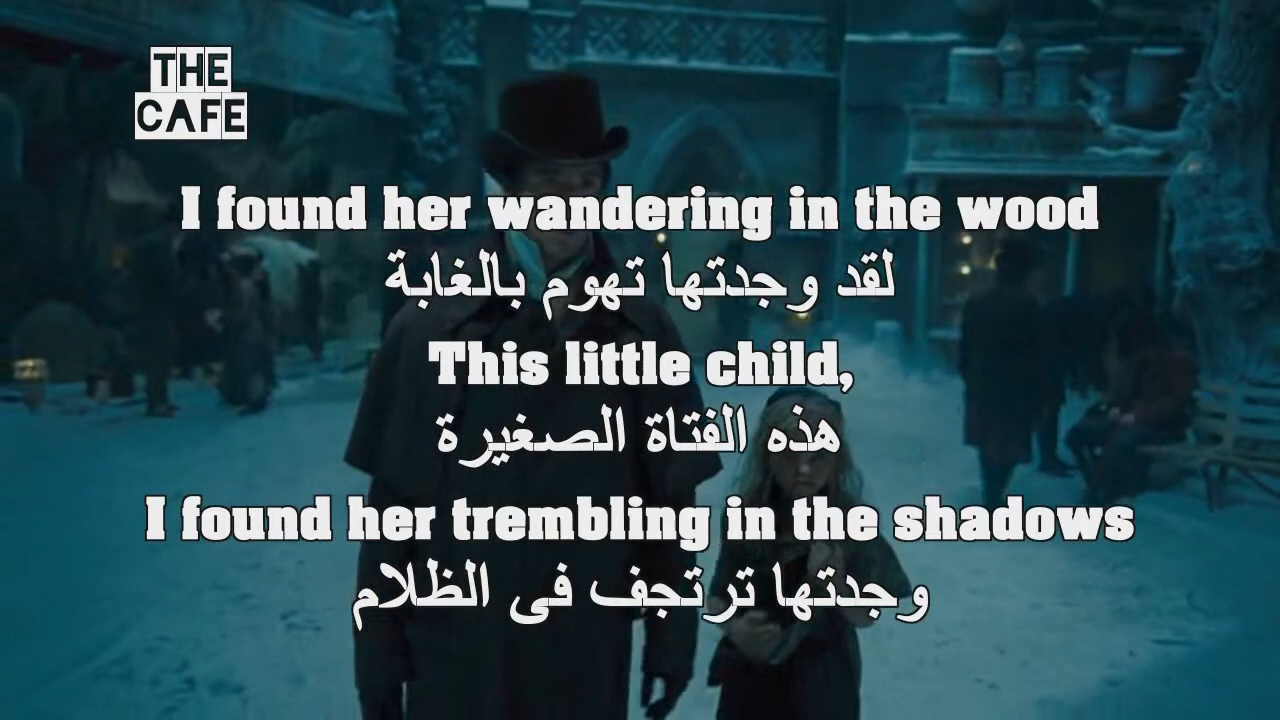 THE
CAFE
I found her wandering in the wood
لقد وجدتها تهوم بالغابة
This little child,
هذه الفتاة الصغيرة
I found her trembling in the shadows
وجدتها ترتجف فى الظلام